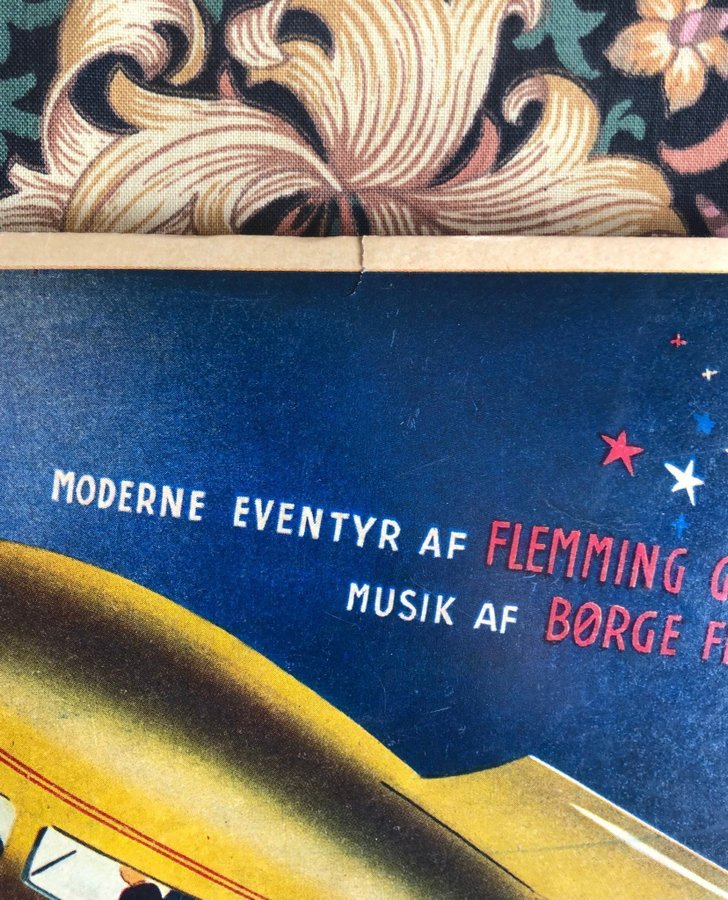 MODERNE EVENTYR AF FLEMMING
MUSIK AF BØRGE